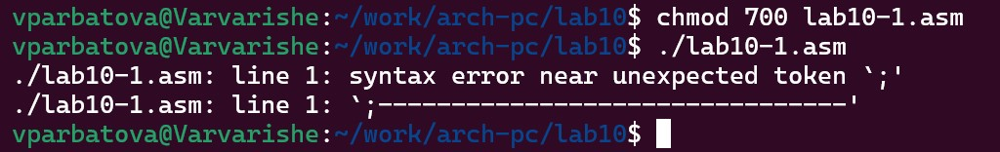 vparbatova@Varvarishe:~/work/arch-pc/lab10$ chmod 700 lab10-1.asm
vparbatova@Varvarishe:~/work/arch-pc/lab10$ ./lab10-1.asm
./lab10-1.asm: line 1: syntax error near unexpected token `;'
./lab10-1.asm: line 1: `;--------------------------------'
vparbatova@Varvarishe:~/work/arch-pc/lab10$